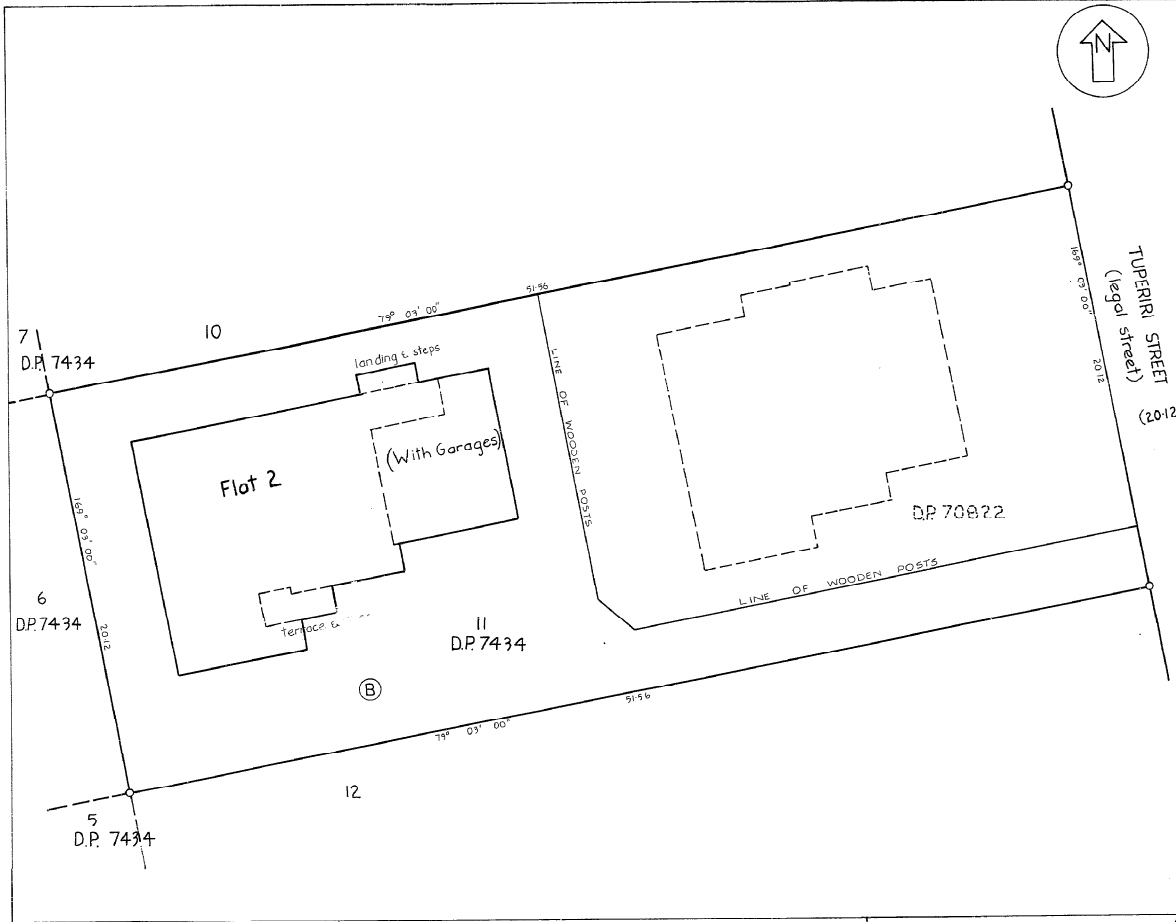 N
TUPERIRI STREET
(legal street)
(20·12
169° 03' 00"
20·12
51·56
79° 03' 00"
10
7
D.P. 7434
landing & steps
(With Garages)
Flat 2
LINE OF WOODEN POSTS
D.P. 70822
LINE OF WOODEN POSTS
169° 03' 00"
20·12
6
D.P. 7434
terrace &
11
D.P. 7434
B
51·56
79° 03' 00"
12
5
D.P. 7434